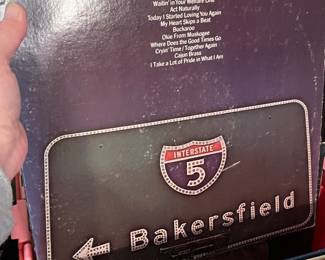 Waitin' in Your Welfare Line
Act Naturally
Today I Started Loving You Again
My Heart Skips a Beat
Buckaroo
Okie From Muskogee
Where Does the Good Times Go
Cryin' Time / Together Again
Cajun Brass
I Take a Lot of Pride in What I Am
INTERSTATE
5
Bakersfield